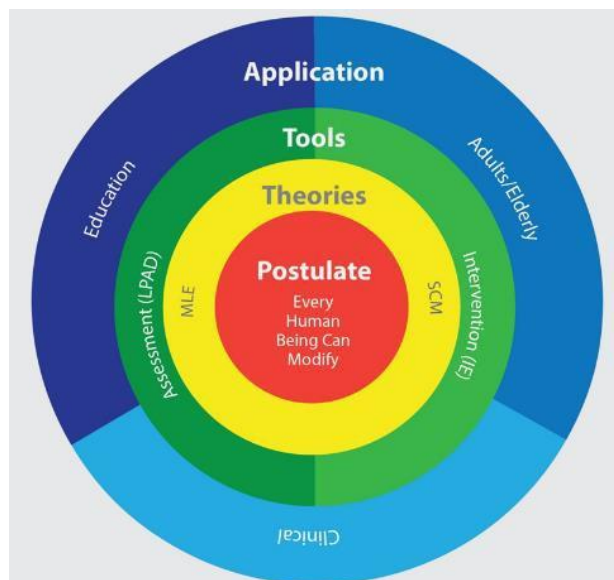 Application
Education
Adults/Elderly
Clinical
Tools
Assessment (LPAD)
Intervention (IE)
Theories
MLE
SCM
Postulate
Every
Human
Being Can
Modify